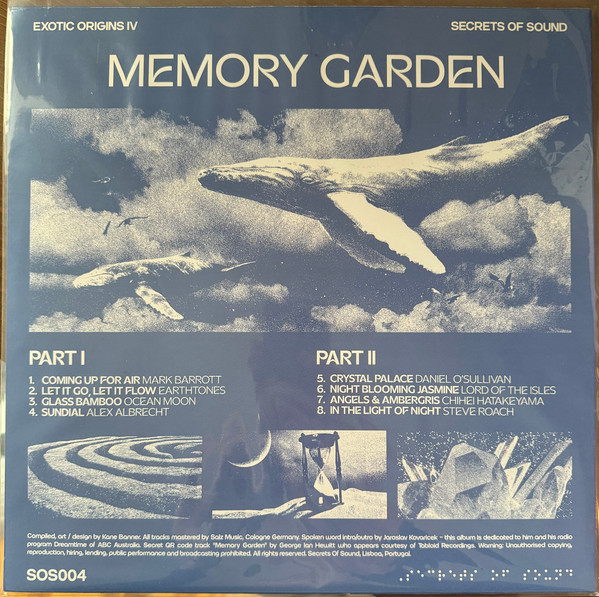 EXOTIC ORIGINS IV
SECRETS OF SOUND
MEMORY GARDEN
PART I
1. COMING UP FOR AIR MARK BARROTT
2. LET IT GO, LET IT FLOW EARTHTONES
3. GLASS BAMBOO OCEAN MOON
4. SUNDIAL ALEX ALBRECHT
PART II
5. CRYSTAL PALACE DANIEL O'SULLIVAN
6. NIGHT BLOOMING JASMINE LORD OF THE ISLES
7. ANGELS & AMBERGRIS CHIHEI HATAKEYAMA
8. IN THE LIGHT OF NIGHT STEVE ROACH
Compiled, art / design by Kane Banner. All tracks mastered by Salz Music, Cologne Germany. Spoken word intro/outro by Jaroslav Kovaricek ~ this album is dedicated to him and his radio
program Dreamtime of ABC Australia. Secret QR code track "Memory Garden" by George Ian Hewitt who appears courtesy of Tabloid Recordings. Warning: Unauthorised copying,
reproduction, hiring, lending, public performance and broadcasting prohibited. All rights reserved. Secrets Of Sound, Lisboa, Portugal.
SOS004